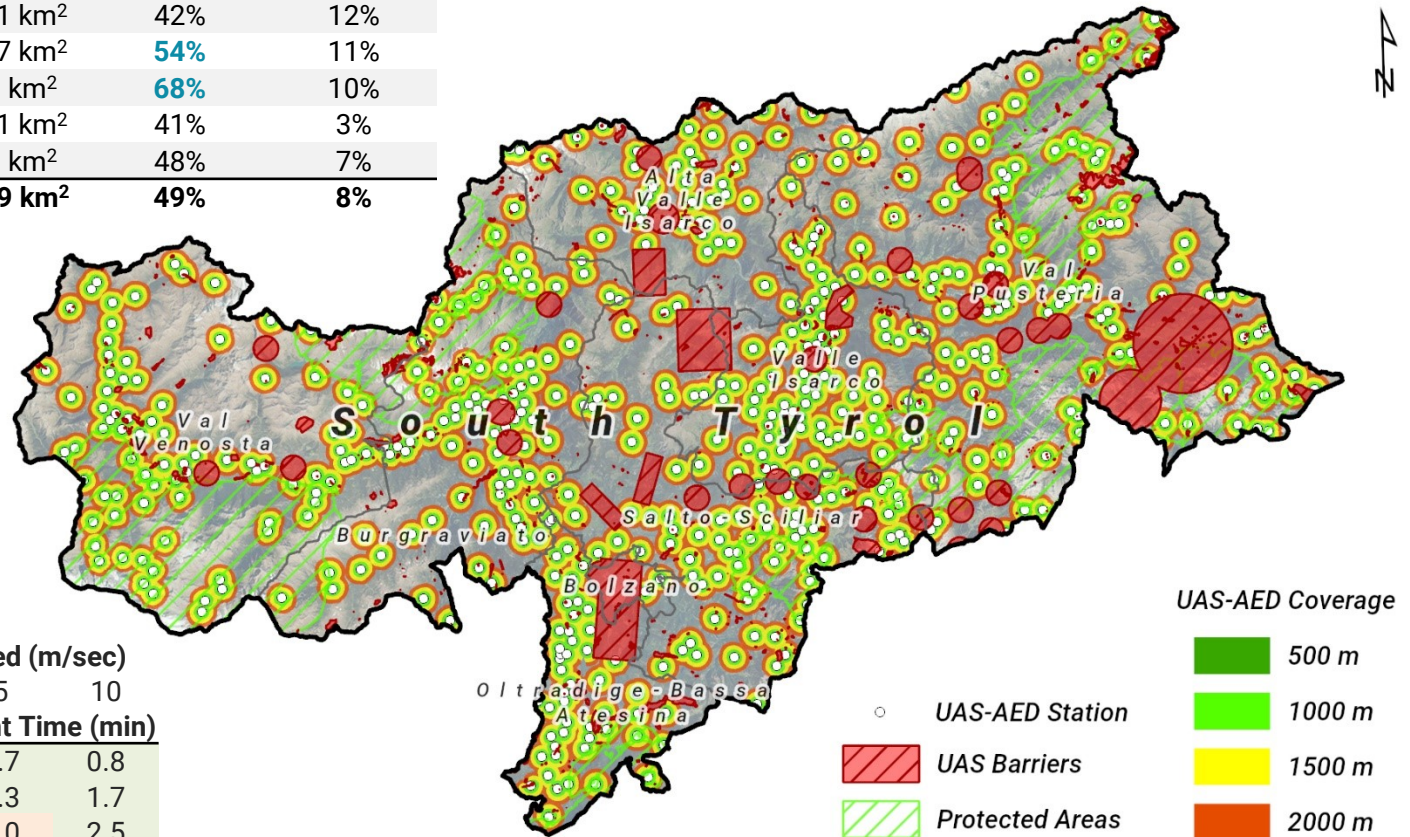 1 km² 42% 12%
7 km² 54% 11%
km² 68% 10%
1 km² 41% 3%
km² 48% 7%
9 km² 49% 8%
N
Alta
Valle
Isarco
Val
Pusteria
Valle
Isarco
Val
Venosta
South Tyrol
Salto-Sciliar
Burgraviato
Bolzano
Oltradige-Bassa
Atesina
ed (m/sec)
5 10
nt Time (min)
.7 0.8
.3 1.7
.0 2.5
UAS-AED Station
UAS Barriers
Protected Areas
UAS-AED Coverage
500 m
1000 m
1500 m
2000 m